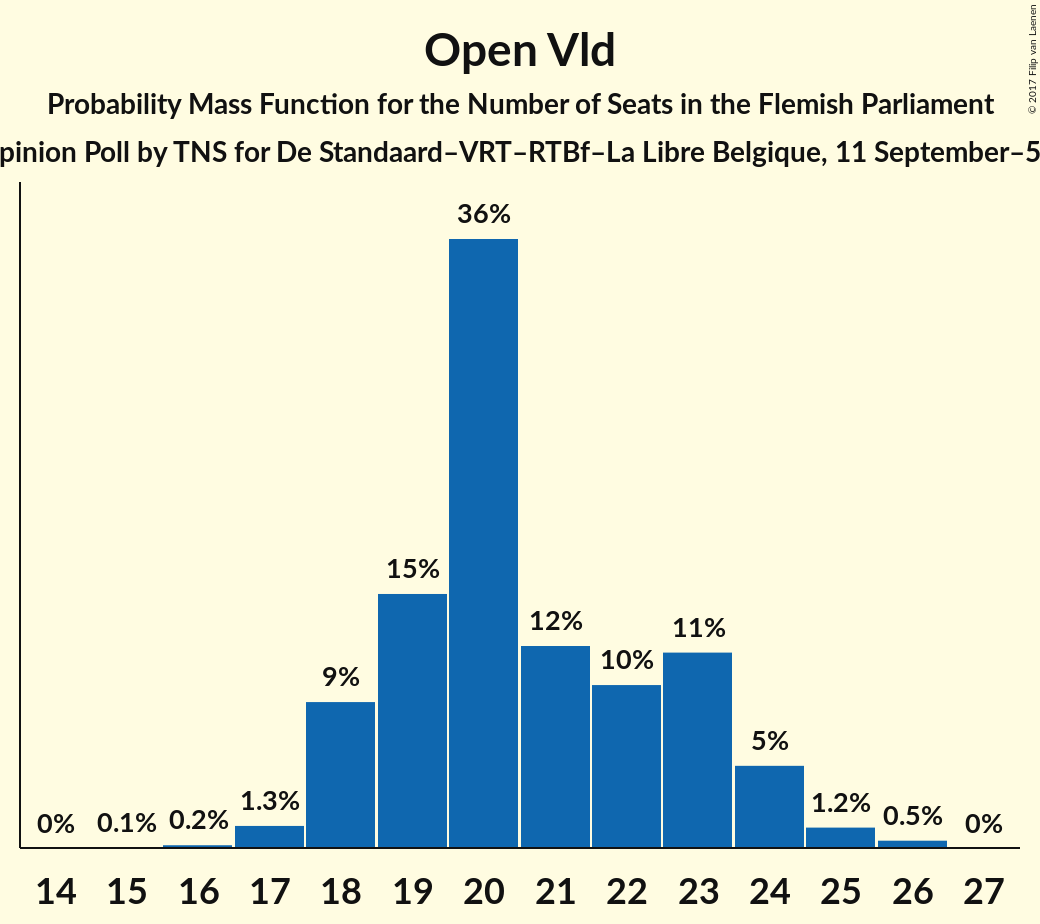 Open Vld
Probability Mass Function for the Number of Seats in the Flemish Parliament
pinion Poll by TNS for De Standaard–VRT–RTBf–La Libre Belgique, 11 September–5
© 2017 Filip van Laenen
36%
15%
12%
11%
10%
9%
5%
1.3%
1.2%
0.5%
0.2%
0.1%
0%
0%
14 15 16 17 18 19 20 21 22 23 24 25 26 27